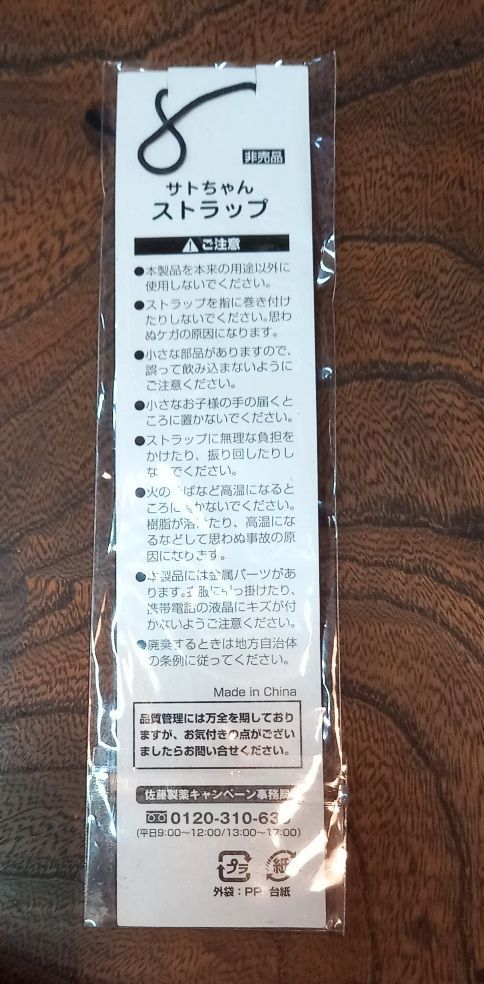 非売品
サトちゃん
ストラップ
ご注意
●本製品を本来の用途以外に
使用しないでください。
●ストラップを指に巻き付け
たりしないでください。思わ
ぬケガの原因になります。
●小さな部品がありますので、
誤って飲み込まないように
ご注意ください。
●小さなお子様の手の届くと
ころに置かないでください。
●ストラップに無理な負担を
かけたり、振り回したりし
な でください。
●火の ばなど高温になると
ころに かないでください。
樹脂が溶けたり、高温にな
るなどして思わぬ事故の原
因になります。
●本製品には金属パーツがあ
ります。衣服に引っ掛けたり、
携帯電話の液晶にキズが付
かないようご注意ください。
●廃棄するときは地方自治体
の条例に従ってください。
Made in China
品質管理には万全を期しており
ますが、お気付きの点がござい
ましたらお問い合せください。
佐藤製薬キャンペーン事務局
0120-310-63
(平日9:00〜12:00/13:00〜17:00)
プラ 紙
外袋：PP 台紙